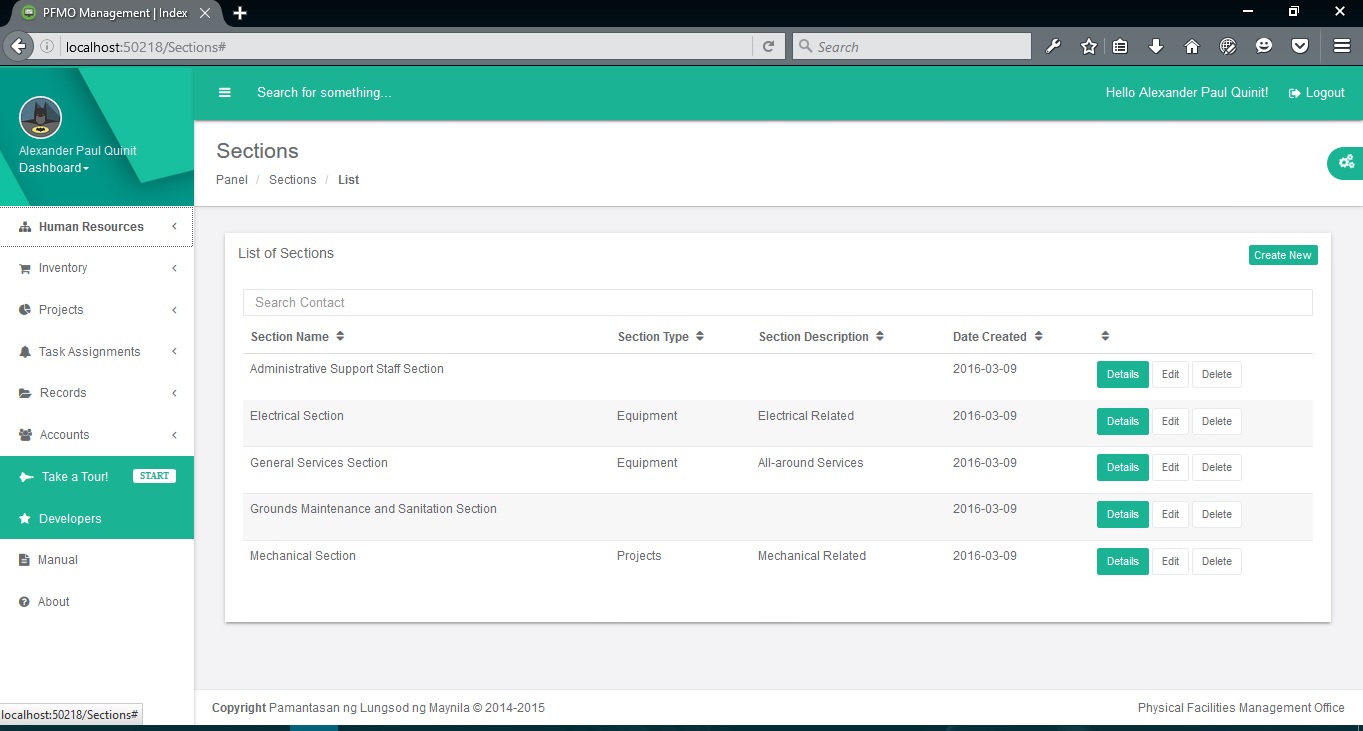 PFMO Management | Index
localhost:50218/Sections#
Search
Alexander Paul Quinit
Dashboard
Search for something...
Hello Alexander Paul Quinit!
Logout
Sections
Panel / Sections / List
Human Resources
Inventory
Projects
Task Assignments
Records
Accounts
Take a Tour! START
Developers
Manual
About
List of Sections
Create New
Search Contact
Section Name Section Type Section Description Date Created
Administrative Support Staff Section 2016-03-09 Details Edit Delete
Electrical Section Equipment Electrical Related 2016-03-09 Details Edit Delete
General Services Section Equipment All-around Services 2016-03-09 Details Edit Delete
Grounds Maintenance and Sanitation Section 2016-03-09 Details Edit Delete
Mechanical Section Projects Mechanical Related 2016-03-09 Details Edit Delete
Copyright Pamantasan ng Lungsod ng Maynila © 2014-2015
Physical Facilities Management Office
localhost:50218/Sections#